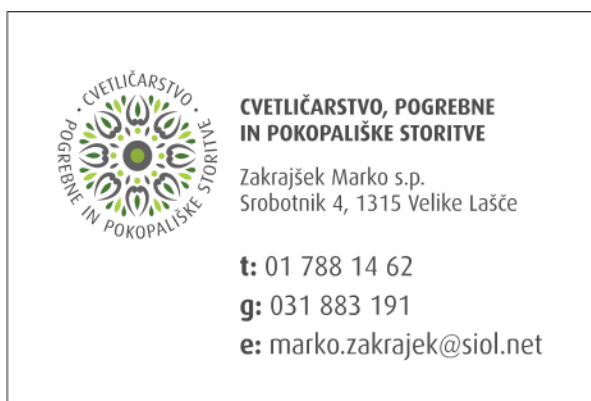 CVETLIČARSTVO
POGREBNE IN POKOPALIŠKE STORITVE
CVETLIČARSTVO, POGREBNE
IN POKOPALIŠKE STORITVE
Zakrajšek Marko s.p.
Srobotnik 4, 1315 Velike Lašče
t: 01 788 14 62
g: 031 883 191
e: marko.zakrajek@siol.net